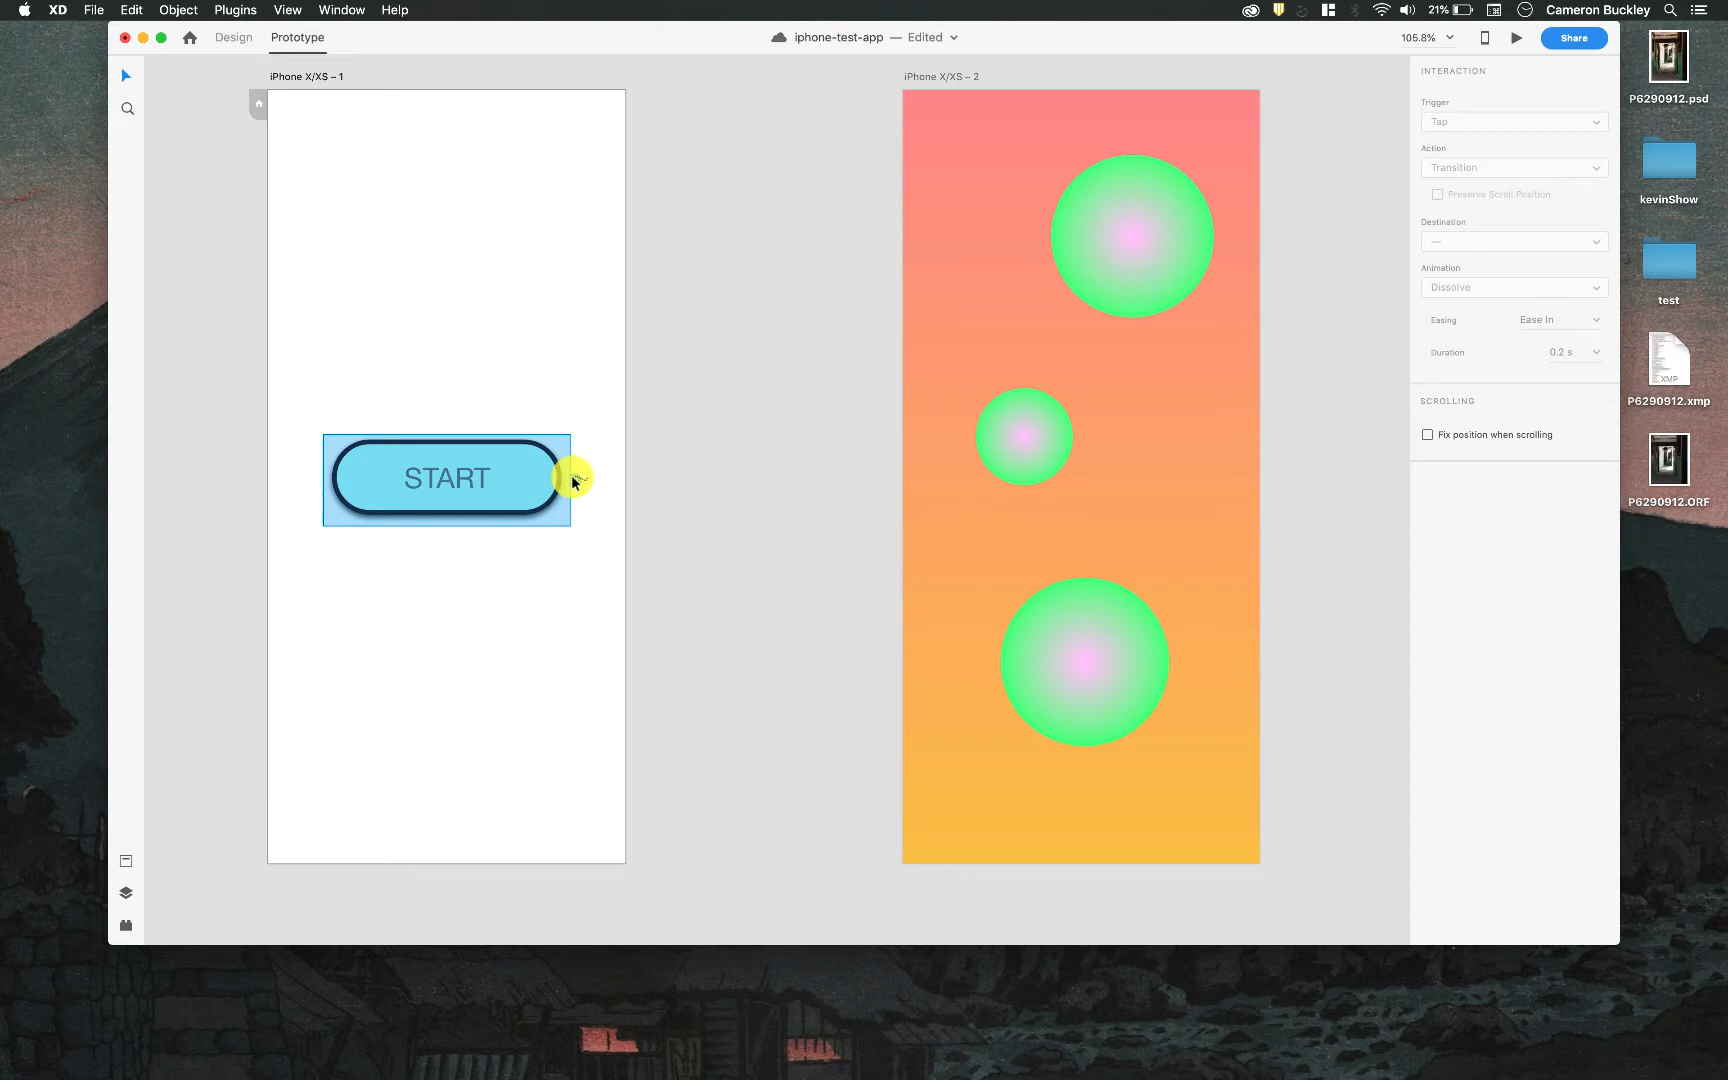 XD File Edit Object Plugins View Window Help
21% Cameron Buckley
Design Prototype
iphone-test-app — Edited
105.8% Share
iPhone X/XS – 1
iPhone X/XS – 2
START
INTERACTION
Trigger
Tap
Action
Transition
Preserve Scroll Position
Destination
—
Animation
Dissolve
Easing Ease In
Duration 0.2 s
SCROLLING
Fix position when scrolling
P6290912.psd
kevinShow
test
XMP
P6290912.xmp
P6290912.ORF